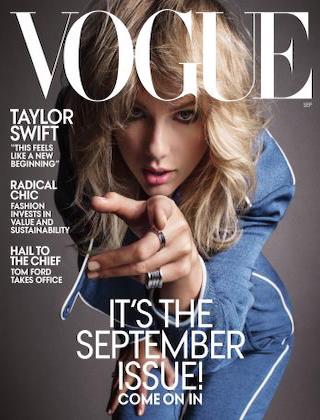 VOGUE
SEP
TAYLOR
SWIFT
"THIS FEELS
LIKE A NEW
BEGINNING"
RADICAL
CHIC
FASHION
INVESTS IN
VALUE AND
SUSTAINABILITY
HAIL TO
THE CHIEF
TOM FORD
TAKES OFFICE
IT'S THE
SEPTEMBER
ISSUE!
COME ON IN